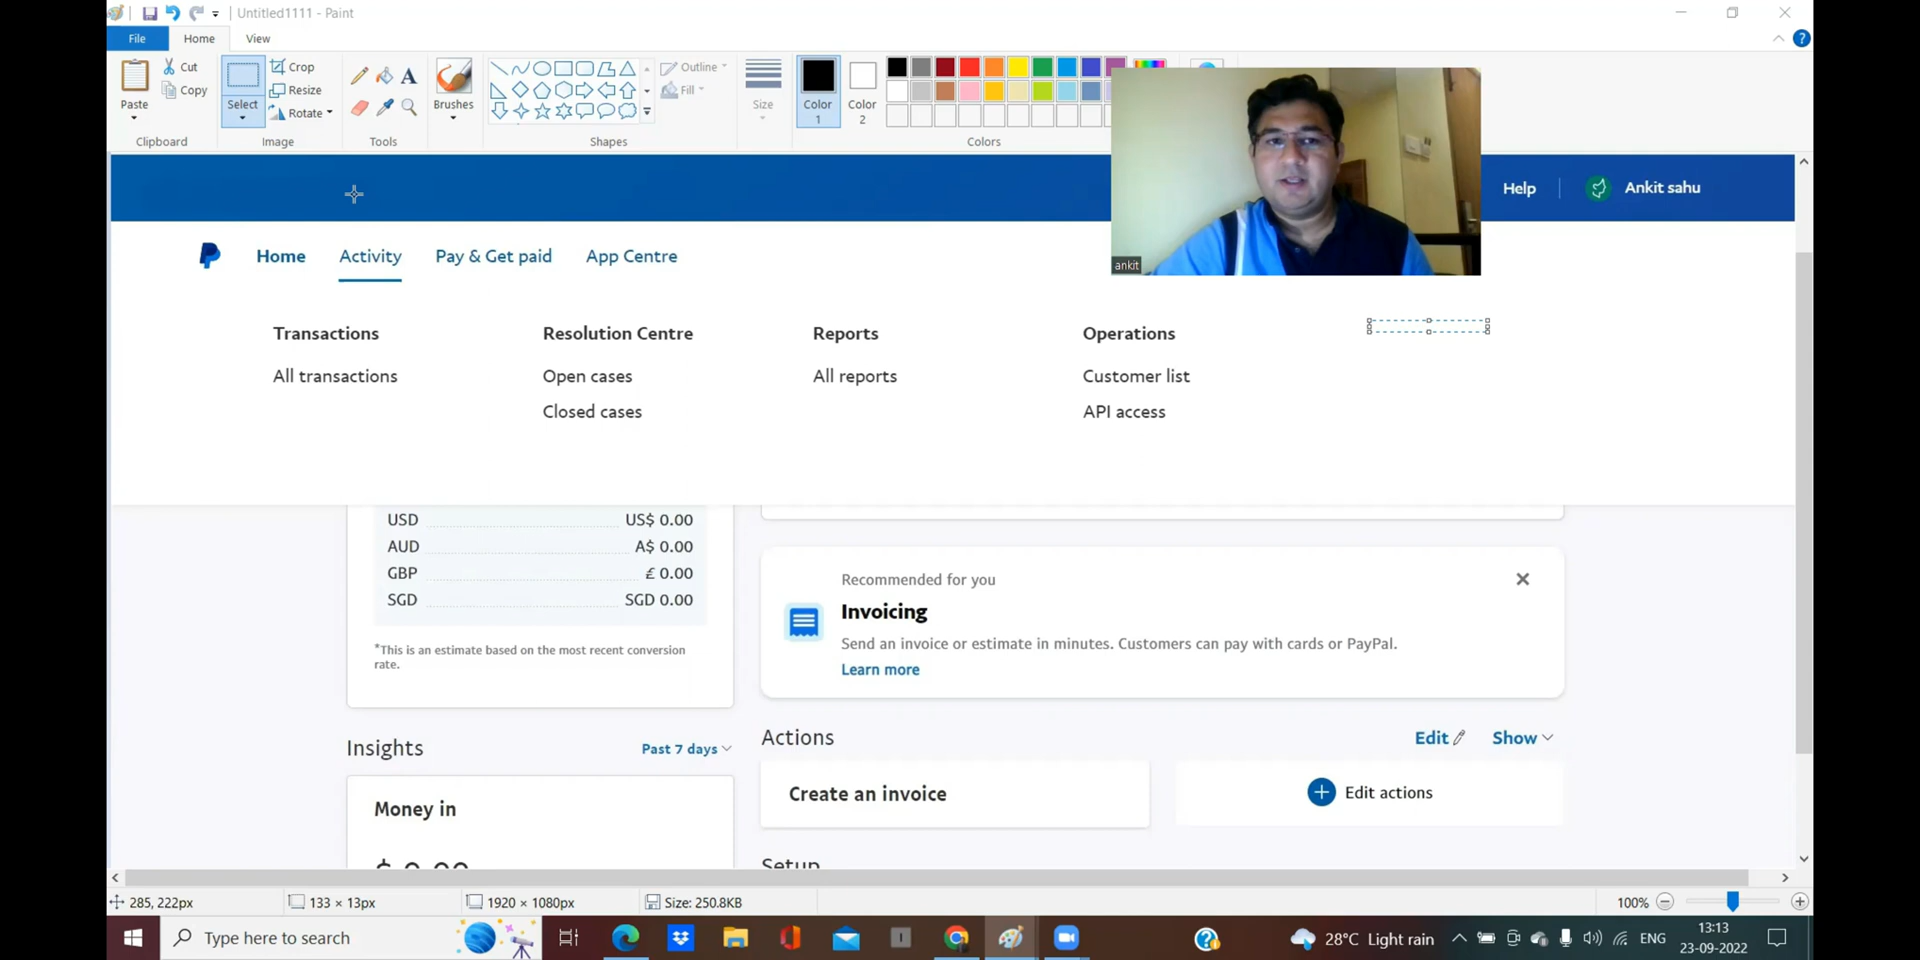 Untitled1111 - Paint
File Home View
Paste
Cut
Copy
Clipboard
Select
Crop
Resize
Rotate
Image
A
Tools
Brushes
Shapes
Outline
Fill
Size
Color
1
Color
2
Colors
Help
Ankit sahu
ankit
Home Activity Pay & Get paid App Centre
Transactions
All transactions
Resolution Centre
Open cases
Closed cases
Reports
All reports
Operations
Customer list
API access
USD US$ 0.00
AUD A$ 0.00
GBP £ 0.00
SGD SGD 0.00
*This is an estimate based on the most recent conversion
rate.
Recommended for you
Invoicing
Send an invoice or estimate in minutes. Customers can pay with cards or PayPal.
Learn more
Insights
Past 7 days
Money in
Actions
Edit
Show
Create an invoice
Edit actions
Setup
285, 222px
133 × 13px
1920 × 1080px
Size: 250.8KB
100%
Type here to search
28°C Light rain
ENG
13:13
23-09-2022